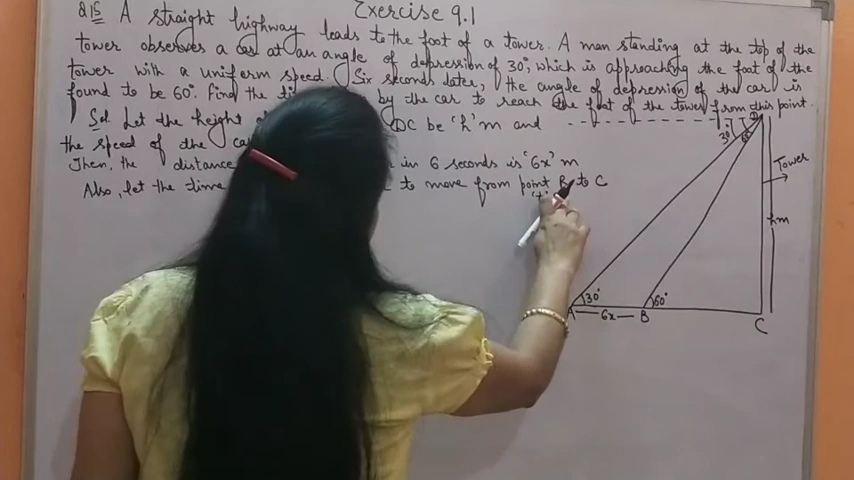 Exercise 9.1
Q15 A straight highway leads to the foot of a tower. A man standing at the top of the
tower observes a car at an angle of depression of 30°, which is approaching the foot of the
tower with a uniform speed. Six seconds later, the angle of depression of the car is
found to be 60°. Find the by the car to reach the foot of the tower from this point.
Sol Let the height DC be 'h' m and
the speed of the
Then, the distance in 6 seconds is '6x' m
Also, let the time to move from point B to C
D
30° 60°
Tower
hm
30° 60°
A 6x B
C